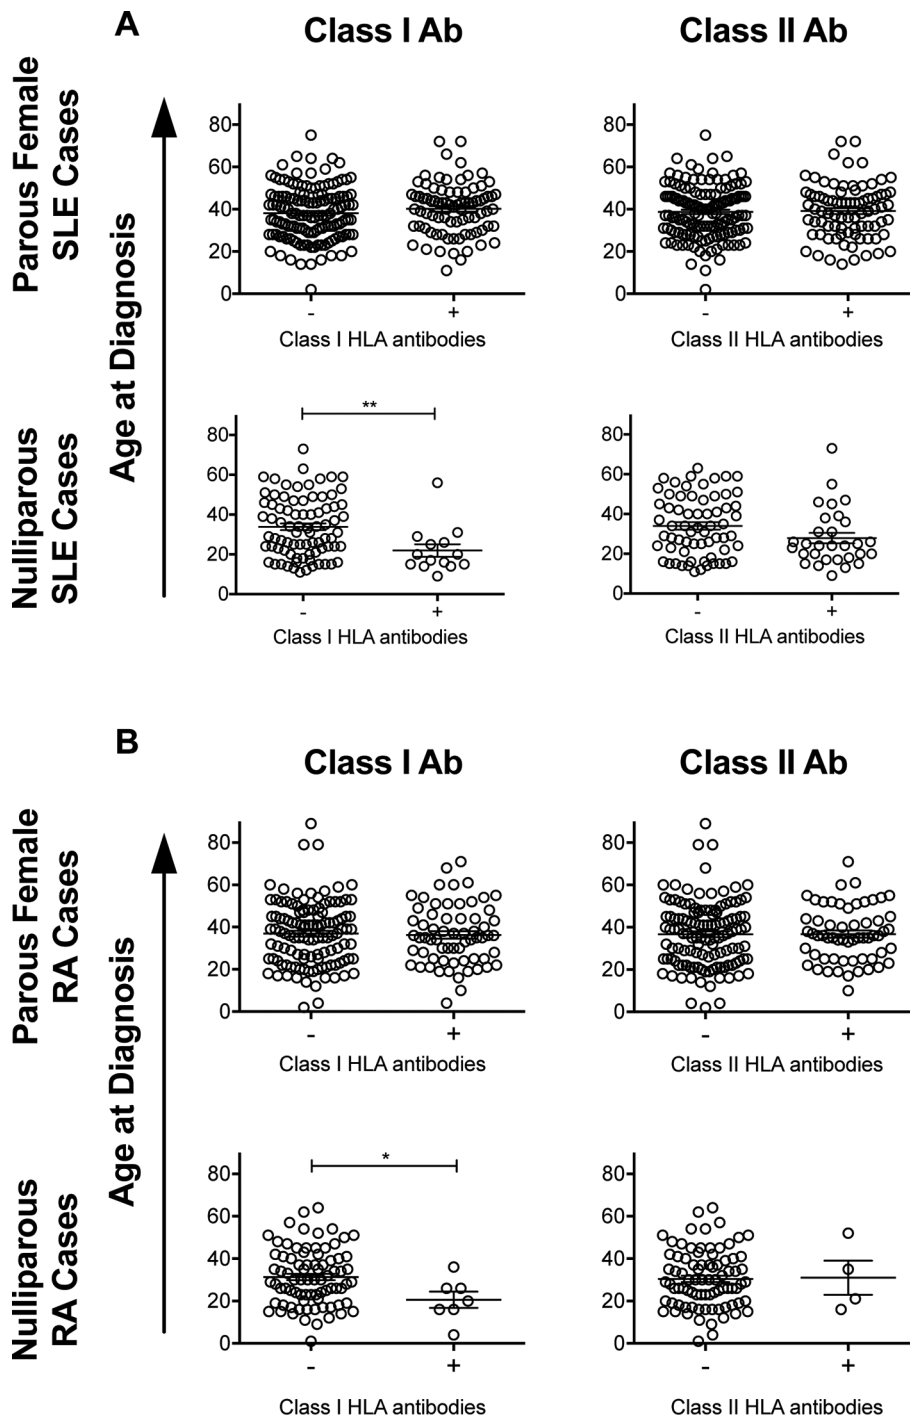 A
Class I Ab
Class II Ab
Parous Female
SLE Cases
Nulliparous
SLE Cases
Age at Diagnosis
80
60
40
20
0
-
+
Class I HLA antibodies
80
60
40
20
0
-
+
Class II HLA antibodies
**
80
60
40
20
0
-
+
Class I HLA antibodies
80
60
40
20
0
-
+
Class II HLA antibodies
B
Class I Ab
Class II Ab
Parous Female
RA Cases
Nulliparous
RA Cases
Age at Diagnosis
80
60
40
20
0
-
+
Class I HLA antibodies
80
60
40
20
0
-
+
Class II HLA antibodies
*
80
60
40
20
0
-
+
Class I HLA antibodies
80
60
40
20
0
-
+
Class II HLA antibodies